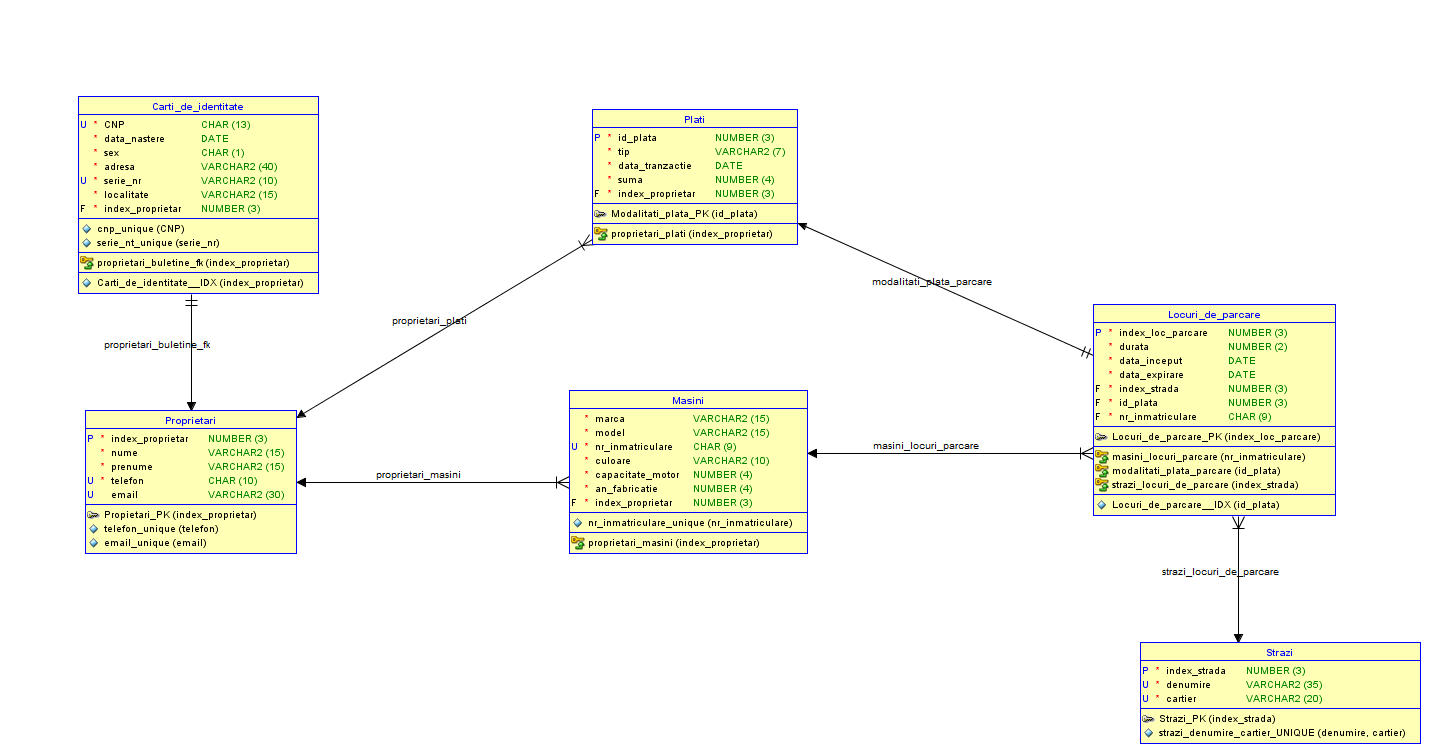 Carti_de_identitate
U * CNP CHAR (13)
* data_nastere DATE
* sex CHAR (1)
* adresa VARCHAR2 (40)
U * serie_nr VARCHAR2 (10)
* localitate VARCHAR2 (15)
F * index_proprietar NUMBER (3)
cnp_unique (CNP)
serie_nt_unique (serie_nr)
proprietari_buletine_fk (index_proprietar)
Carti_de_identitate__IDX (index_proprietar)
proprietari_buletine_fk
Proprietari
P * index_proprietar NUMBER (3)
* nume VARCHAR2 (15)
* prenume VARCHAR2 (15)
U * telefon CHAR (10)
U email VARCHAR2 (30)
Propietari_PK (index_proprietar)
telefon_unique (telefon)
email_unique (email)
proprietari_plati
Plati
P * id_plata NUMBER (3)
* tip VARCHAR2 (7)
* data_tranzactie DATE
* suma NUMBER (4)
F * index_proprietar NUMBER (3)
Modalitati_plata_PK (id_plata)
proprietari_plati (index_proprietar)
proprietari_masini
Masini
* marca VARCHAR2 (15)
* model VARCHAR2 (15)
U * nr_inmatriculare CHAR (9)
* culoare VARCHAR2 (10)
* capacitate_motor NUMBER (4)
* an_fabricatie NUMBER (4)
F * index_proprietar NUMBER (3)
nr_inmatriculare_unique (nr_inmatriculare)
proprietari_masini (index_proprietar)
modalitati_plata_parcare
masini_locuri_parcare
Locuri_de_parcare
P * index_loc_parcare NUMBER (3)
* durata NUMBER (2)
* data_inceput DATE
* data_expirare DATE
F * index_strada NUMBER (3)
F * id_plata NUMBER (3)
F * nr_inmatriculare CHAR (9)
Locuri_de_parcare_PK (index_loc_parcare)
masini_locuri_parcare (nr_inmatriculare)
modalitati_plata_parcare (id_plata)
strazi_locuri_de_parcare (index_strada)
Locuri_de_parcare__IDX (id_plata)
strazi_locuri_de_parcare
Strazi
P * index_strada NUMBER (3)
U * denumire VARCHAR2 (35)
U * cartier VARCHAR2 (20)
Strazi_PK (index_strada)
strazi_denumire_cartier_UNIQUE (denumire, cartier)